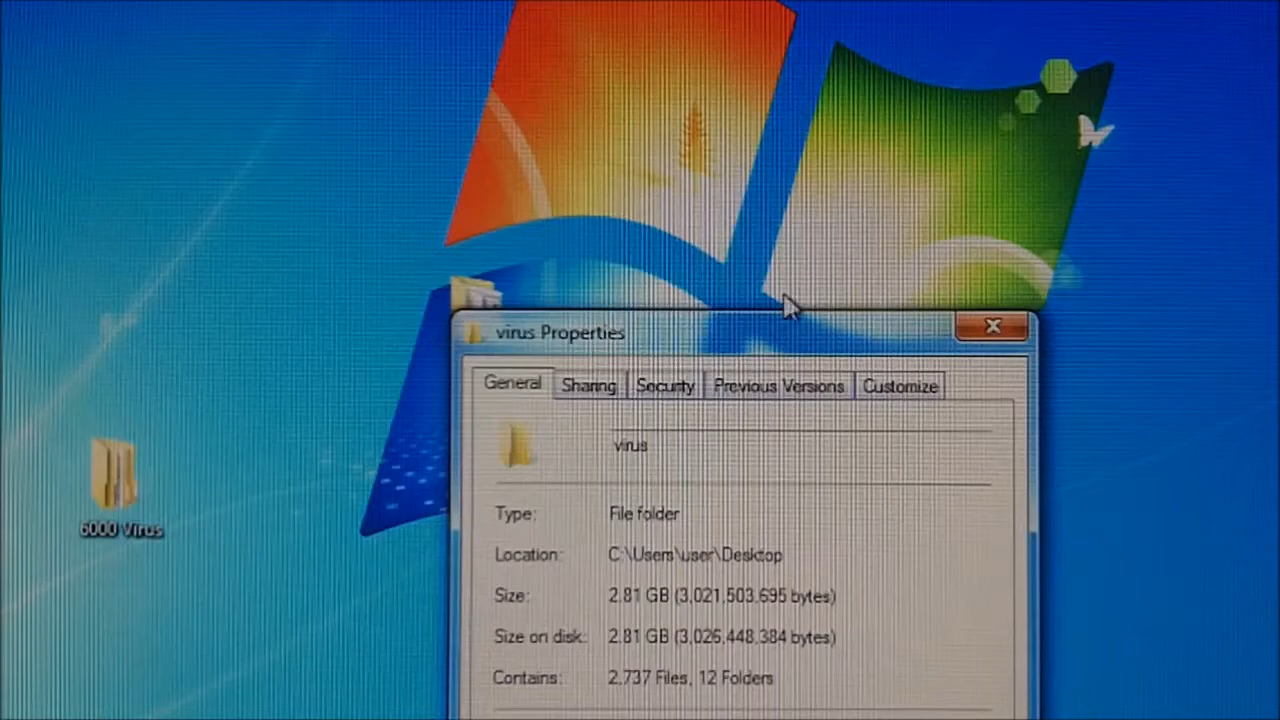 virus Properties
General Sharing Security Previous Versions Customize
virus
Type: File folder
Location: C:\Users\user\Desktop
6000 Virus
Size: 2.81 GB (3,021,503,695 bytes)
Size on disk: 2.81 GB (3,026,448,384 bytes)
Contains: 2,737 Files, 12 Folders